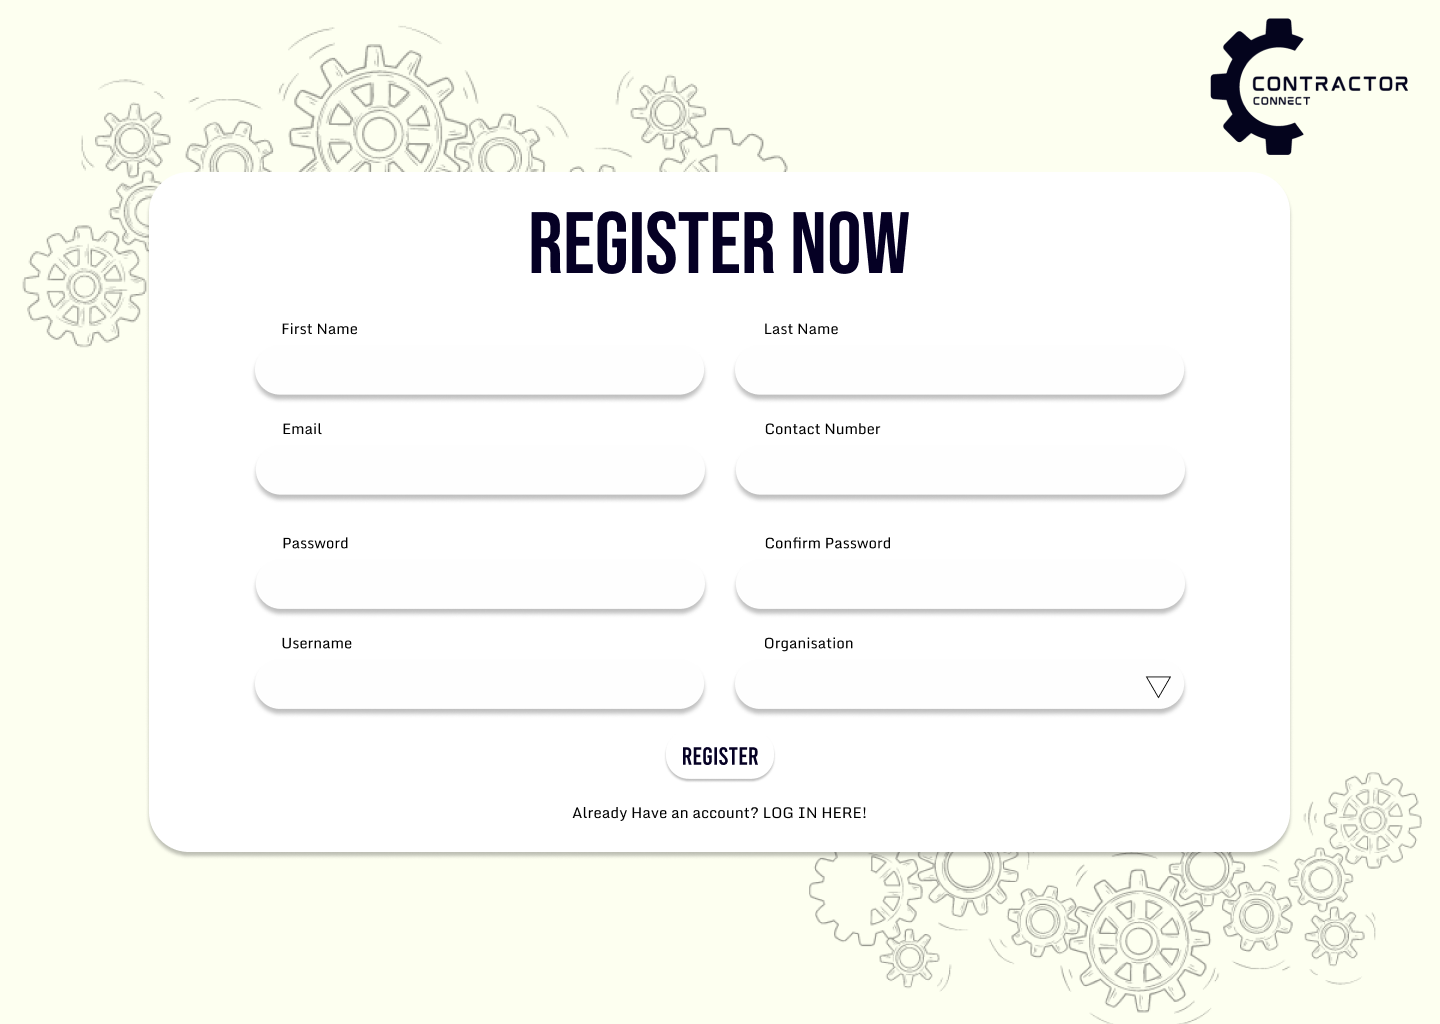 CONTRACTOR
CONNECT
REGISTER NOW
First Name
Last Name
Email
Contact Number
Password
Confirm Password
Username
Organisation
REGISTER
Already Have an account? LOG IN HERE!